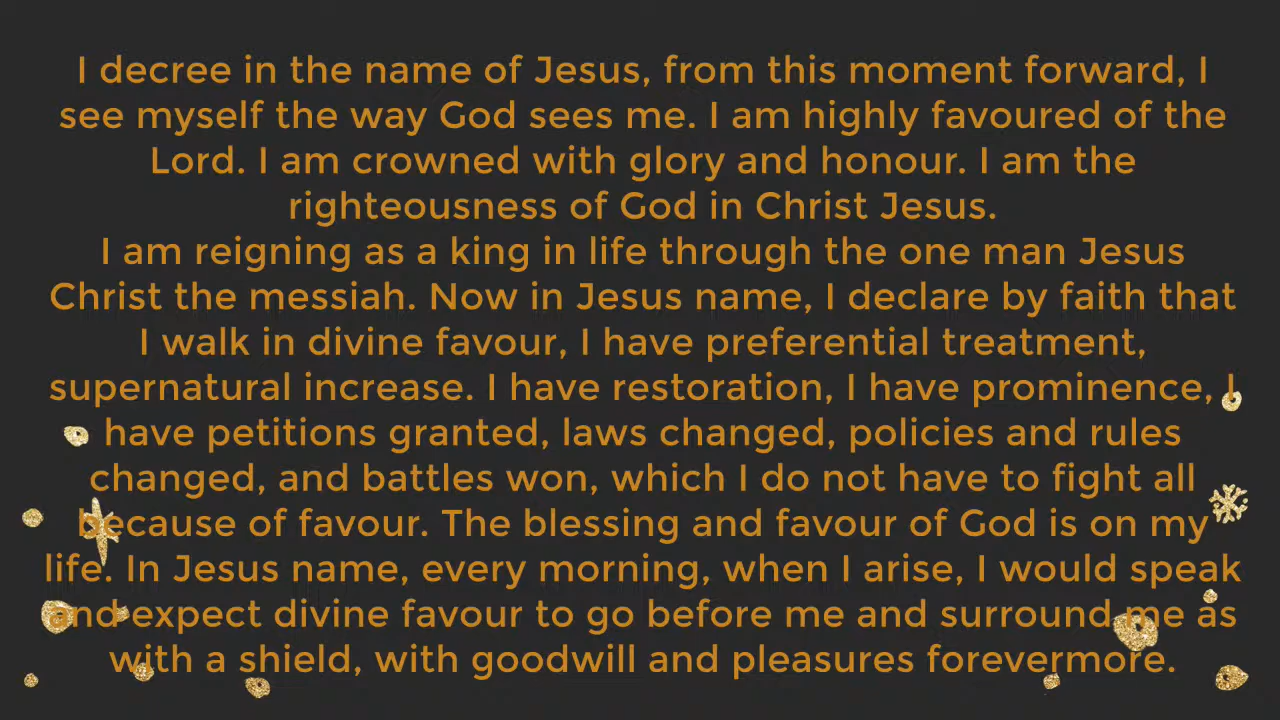 I decree in the name of Jesus, from this moment forward, I
see myself the way God sees me. I am highly favoured of the
Lord. I am crowned with glory and honour. I am the
righteousness of God in Christ Jesus.
I am reigning as a king in life through the one man Jesus
Christ the messiah. Now in Jesus name, I declare by faith that
I walk in divine favour, I have preferential treatment,
supernatural increase. I have restoration, I have prominence, I
have petitions granted, laws changed, policies and rules
changed, and battles won, which I do not have to fight all
because of favour. The blessing and favour of God is on my
life. In Jesus name, every morning, when I arise, I would speak
and expect divine favour to go before me and surround me as
with a shield, with goodwill and pleasures forevermore.